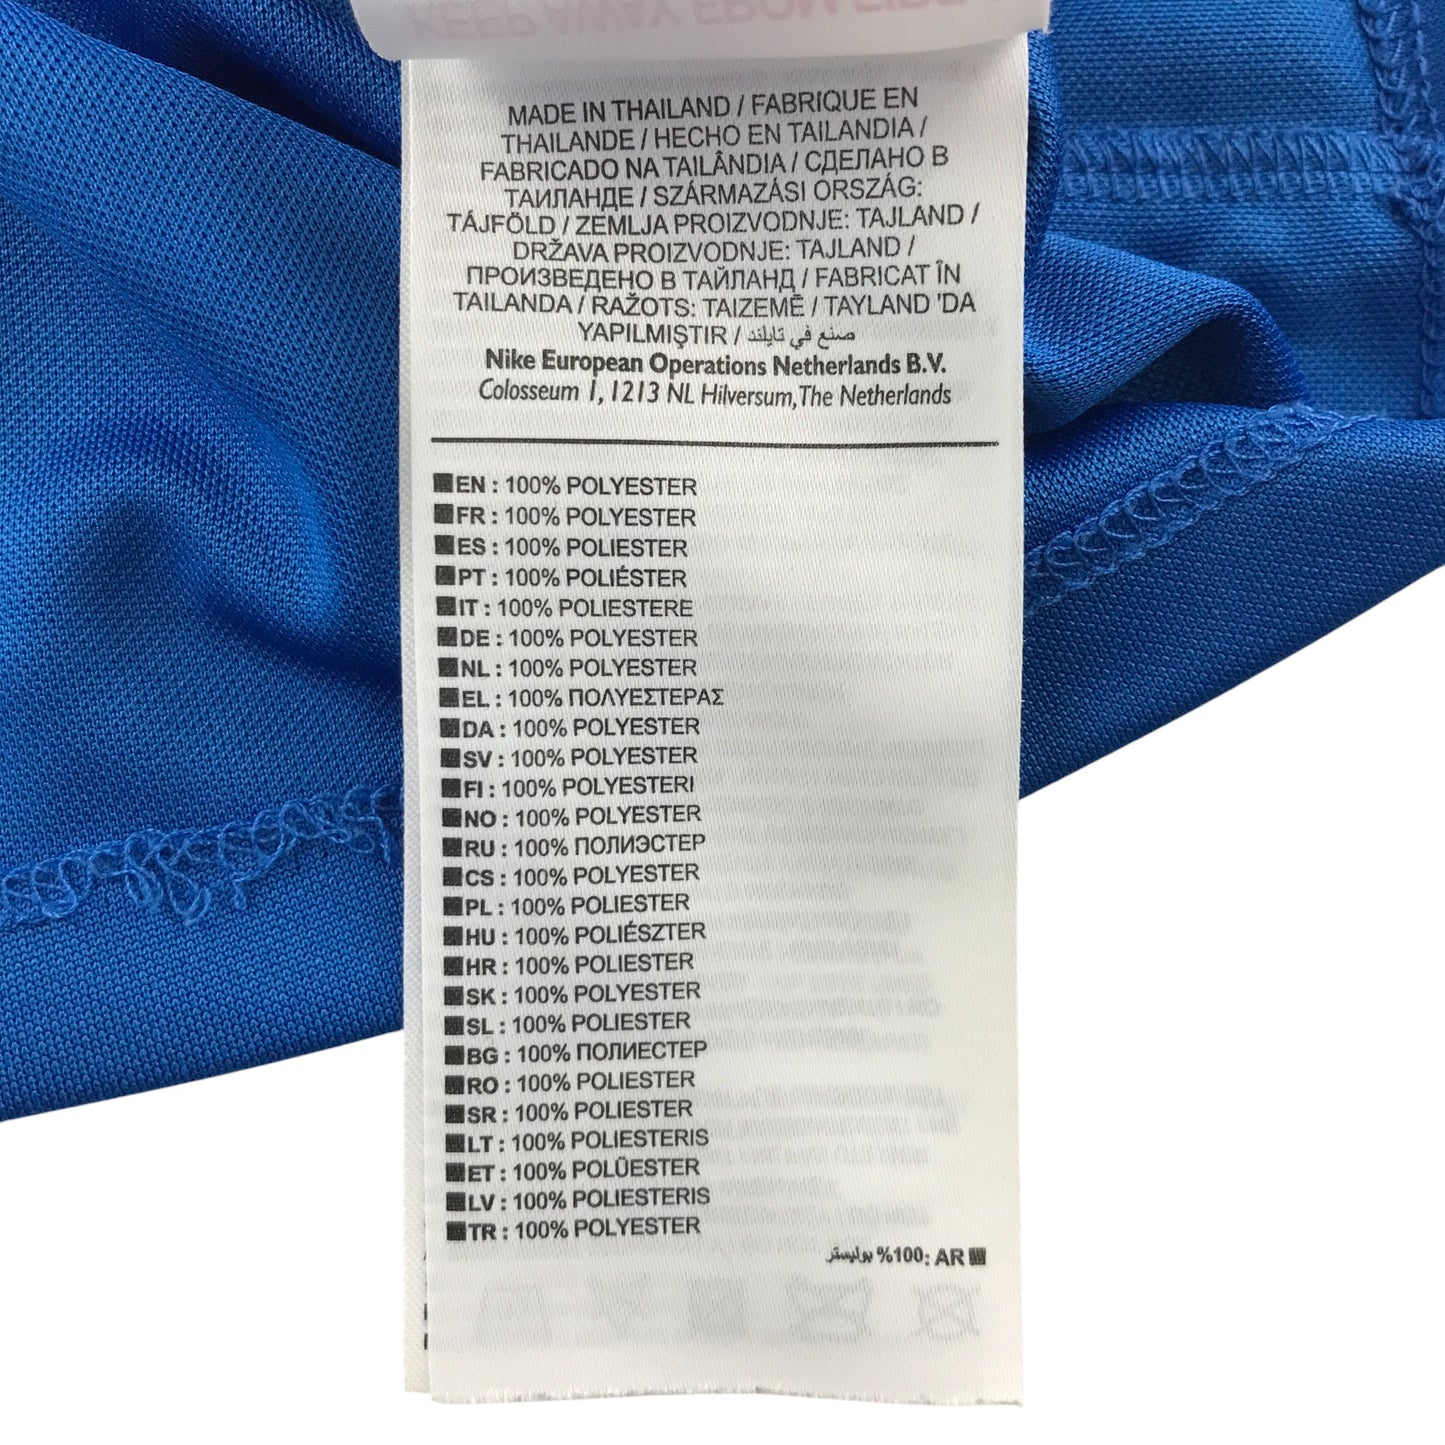 KEEP AWAY FROM FIRE
MADE IN THAILAND / FABRIQUE EN
THAILANDE / HECHO EN TAILANDIA /
FABRICADO NA TAILÂNDIA / СДЕЛАНО В
ТАИЛАНДЕ / SZÁRMAZÁSI ORSZÁG:
TÁJFÖLD / ZEMLJA PROIZVODNJE: TAJLAND /
DRŽAVA PROIZVODNJE: TAJLAND /
ПРОИЗВЕДЕНО В ТАЙЛАНД / FABRICAT ÎN
TAILANDA / RAŽOTS: TAIZEMĒ / TAYLAND 'DA
YAPILMIŞTIR / صنع في تايلند
Nike European Operations Netherlands B.V.
Colosseum 1, 1213 NL Hilversum, The Netherlands
EN : 100% POLYESTER
FR : 100% POLYESTER
ES : 100% POLIESTER
PT : 100% POLIÉSTER
IT : 100% POLIESTERE
DE : 100% POLYESTER
NL : 100% POLYESTER
EL : 100% ΠΟΛΥΕΣΤΕΡΑΣ
DA : 100% POLYESTER
SV : 100% POLYESTER
FI : 100% POLYESTERI
NO : 100% POLYESTER
RU : 100% ПОЛИЭСТЕР
CS : 100% POLYESTER
PL : 100% POLIESTER
HU : 100% POLIÉSZTER
HR : 100% POLIESTER
SK : 100% POLYESTER
SL : 100% POLIESTER
BG : 100% ПОЛИЕСТЕР
RO : 100% POLIESTER
SR : 100% POLIESTER
LT : 100% POLIESTERIS
ET : 100% POLÜESTER
LV : 100% POLIESTERIS
TR : 100% POLYESTER
AR :100% بوليستر